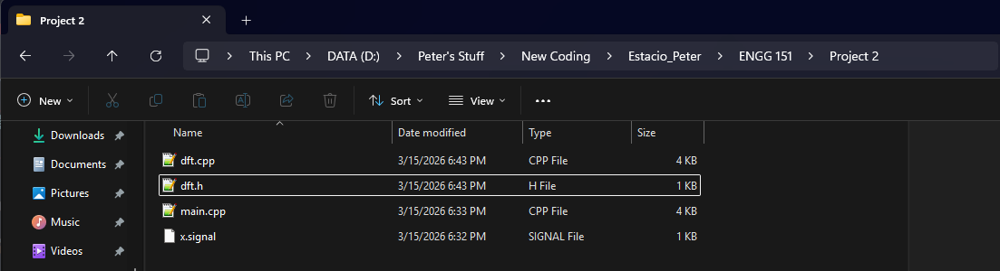 Project 2
This PC > DATA (D:) > Peter's Stuff > New Coding > Estacio_Peter > ENGG 151 > Project 2
New Sort View
Downloads
Documents
Pictures
Music
Videos
Name Date modified Type Size
dft.cpp 3/15/2026 6:43 PM CPP File 4 KB
dft.h 3/15/2026 6:43 PM H File 1 KB
main.cpp 3/15/2026 6:33 PM CPP File 4 KB
x.signal 3/15/2026 6:32 PM SIGNAL File 1 KB